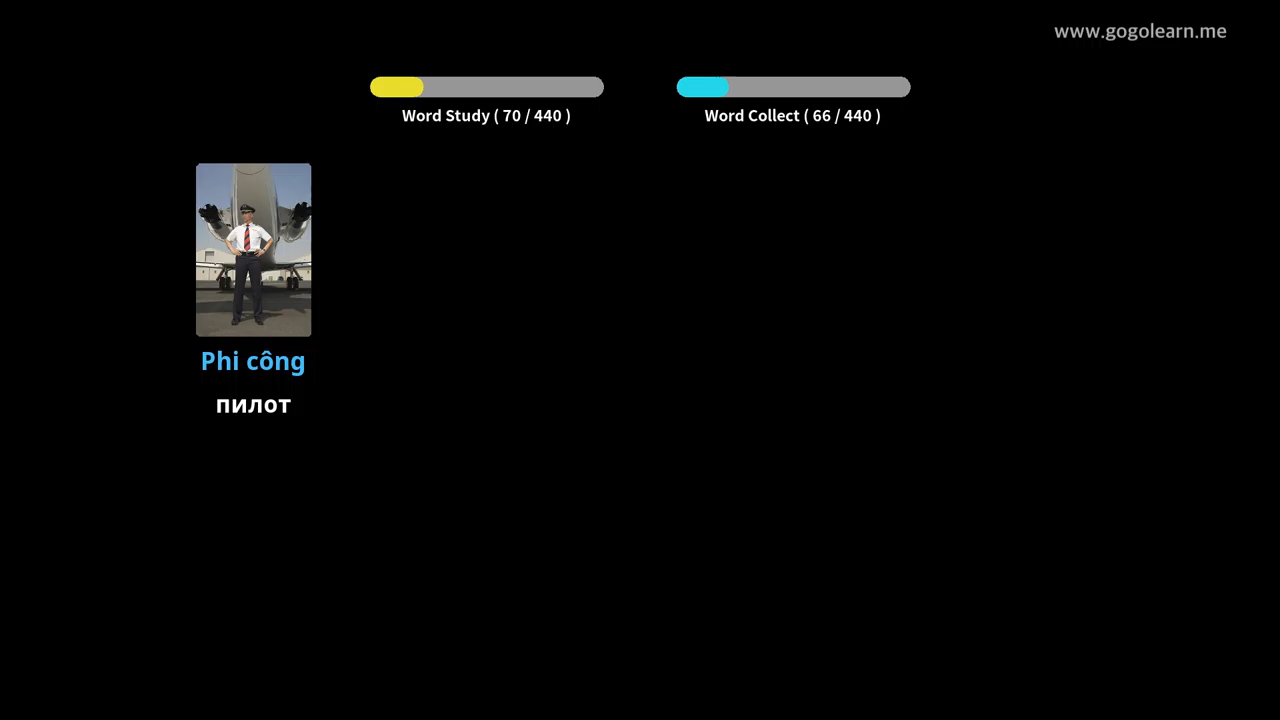 www.gogolearn.me
Word Study ( 70 / 440 )
Word Collect ( 66 / 440 )
Phi công
пилот